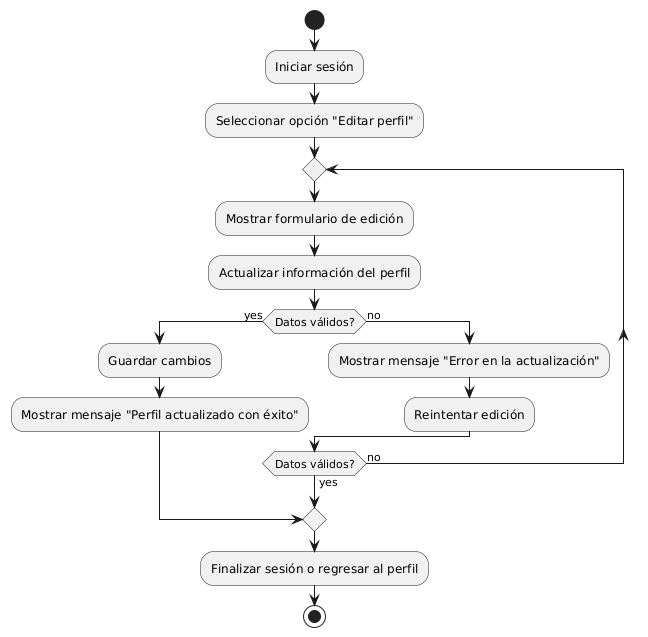 Iniciar sesión
Seleccionar opción "Editar perfil"
Mostrar formulario de edición
Actualizar información del perfil
yes
Datos válidos?
no
Guardar cambios
Mostrar mensaje "Error en la actualización"
Mostrar mensaje "Perfil actualizado con éxito"
Reintentar edición
Datos válidos?
no
yes
Finalizar sesión o regresar al perfil